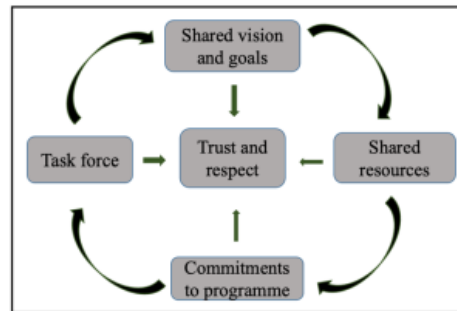 Shared vision
and goals
Task force
Trust and
respect
Shared
resources
Commitments
to programme